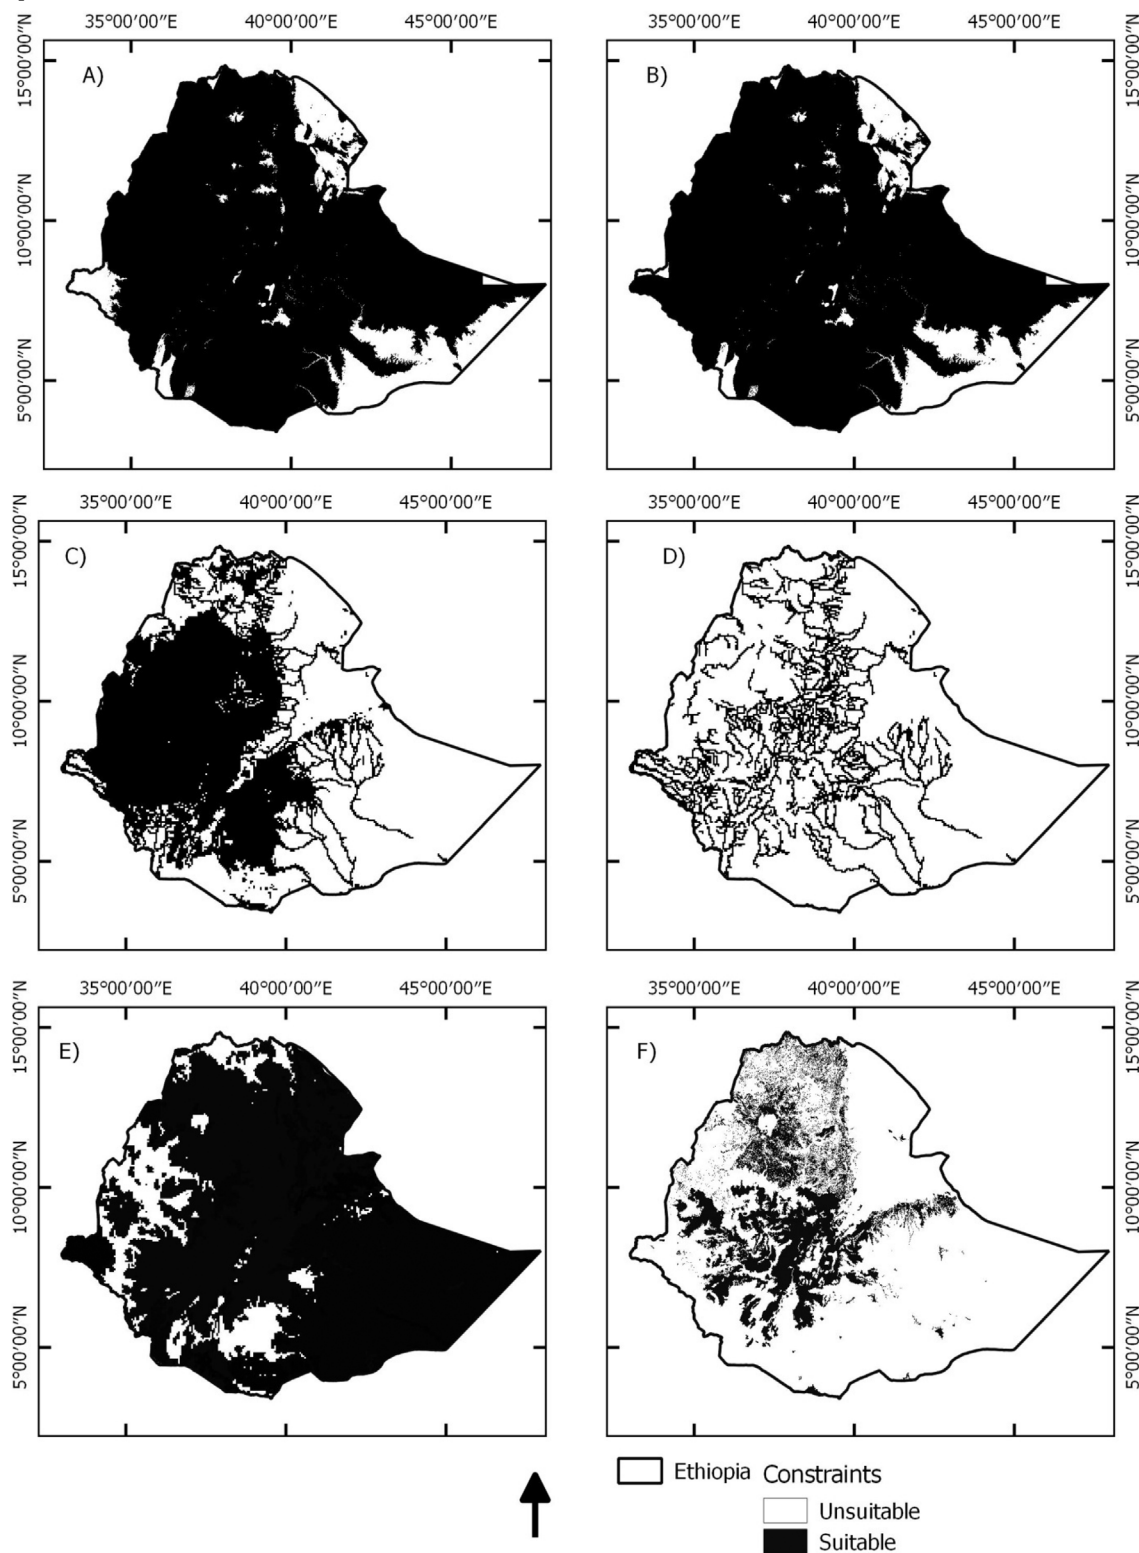 35°00′00″E 40°00′00″E 45°00′00″E
35°00′00″E 40°00′00″E 45°00′00″E
A)
B)
15°00′00″N
10°00′00″N
5°00′00″N
15°00′00″N
10°00′00″N
5°00′00″N
35°00′00″E 40°00′00″E 45°00′00″E
35°00′00″E 40°00′00″E 45°00′00″E
C)
D)
15°00′00″N
10°00′00″N
5°00′00″N
15°00′00″N
10°00′00″N
5°00′00″N
35°00′00″E 40°00′00″E 45°00′00″E
35°00′00″E 40°00′00″E 45°00′00″E
E)
F)
15°00′00″N
10°00′00″N
5°00′00″N
15°00′00″N
10°00′00″N
5°00′00″N
Ethiopia
Constraints
Unsuitable
Suitable